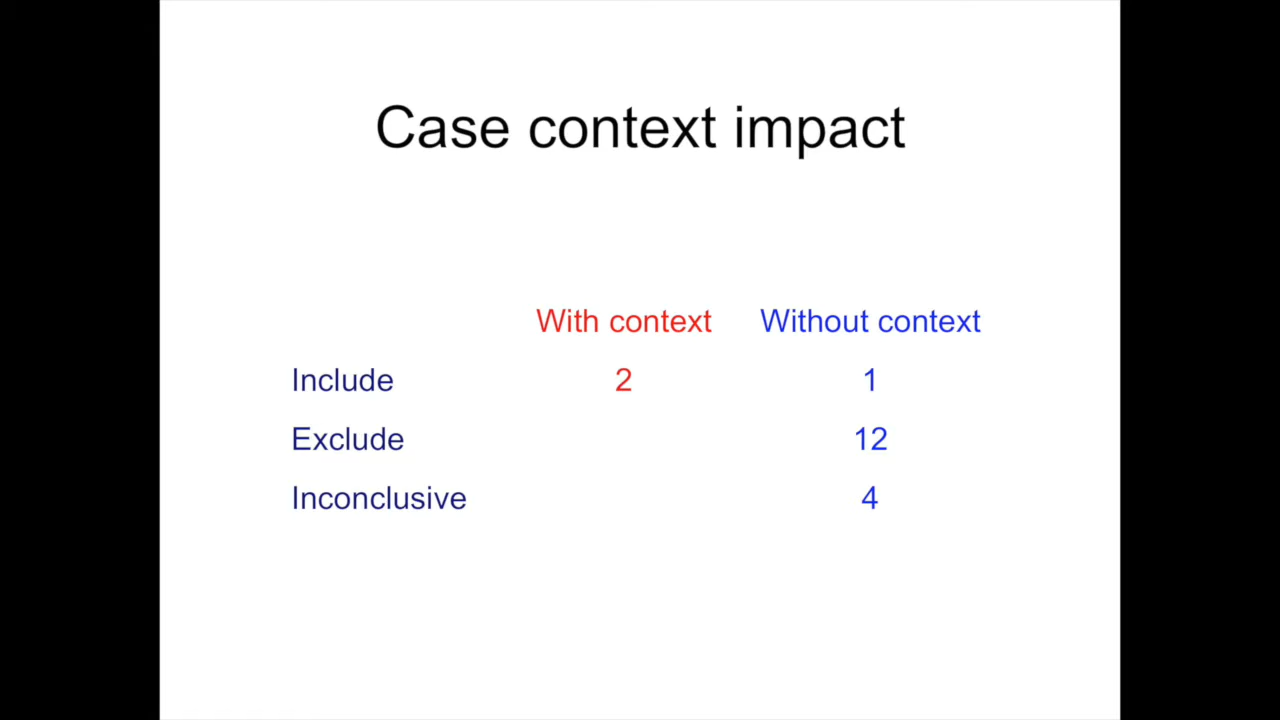 Case context impact
With context Without context
Include 2 1
Exclude 12
Inconclusive 4